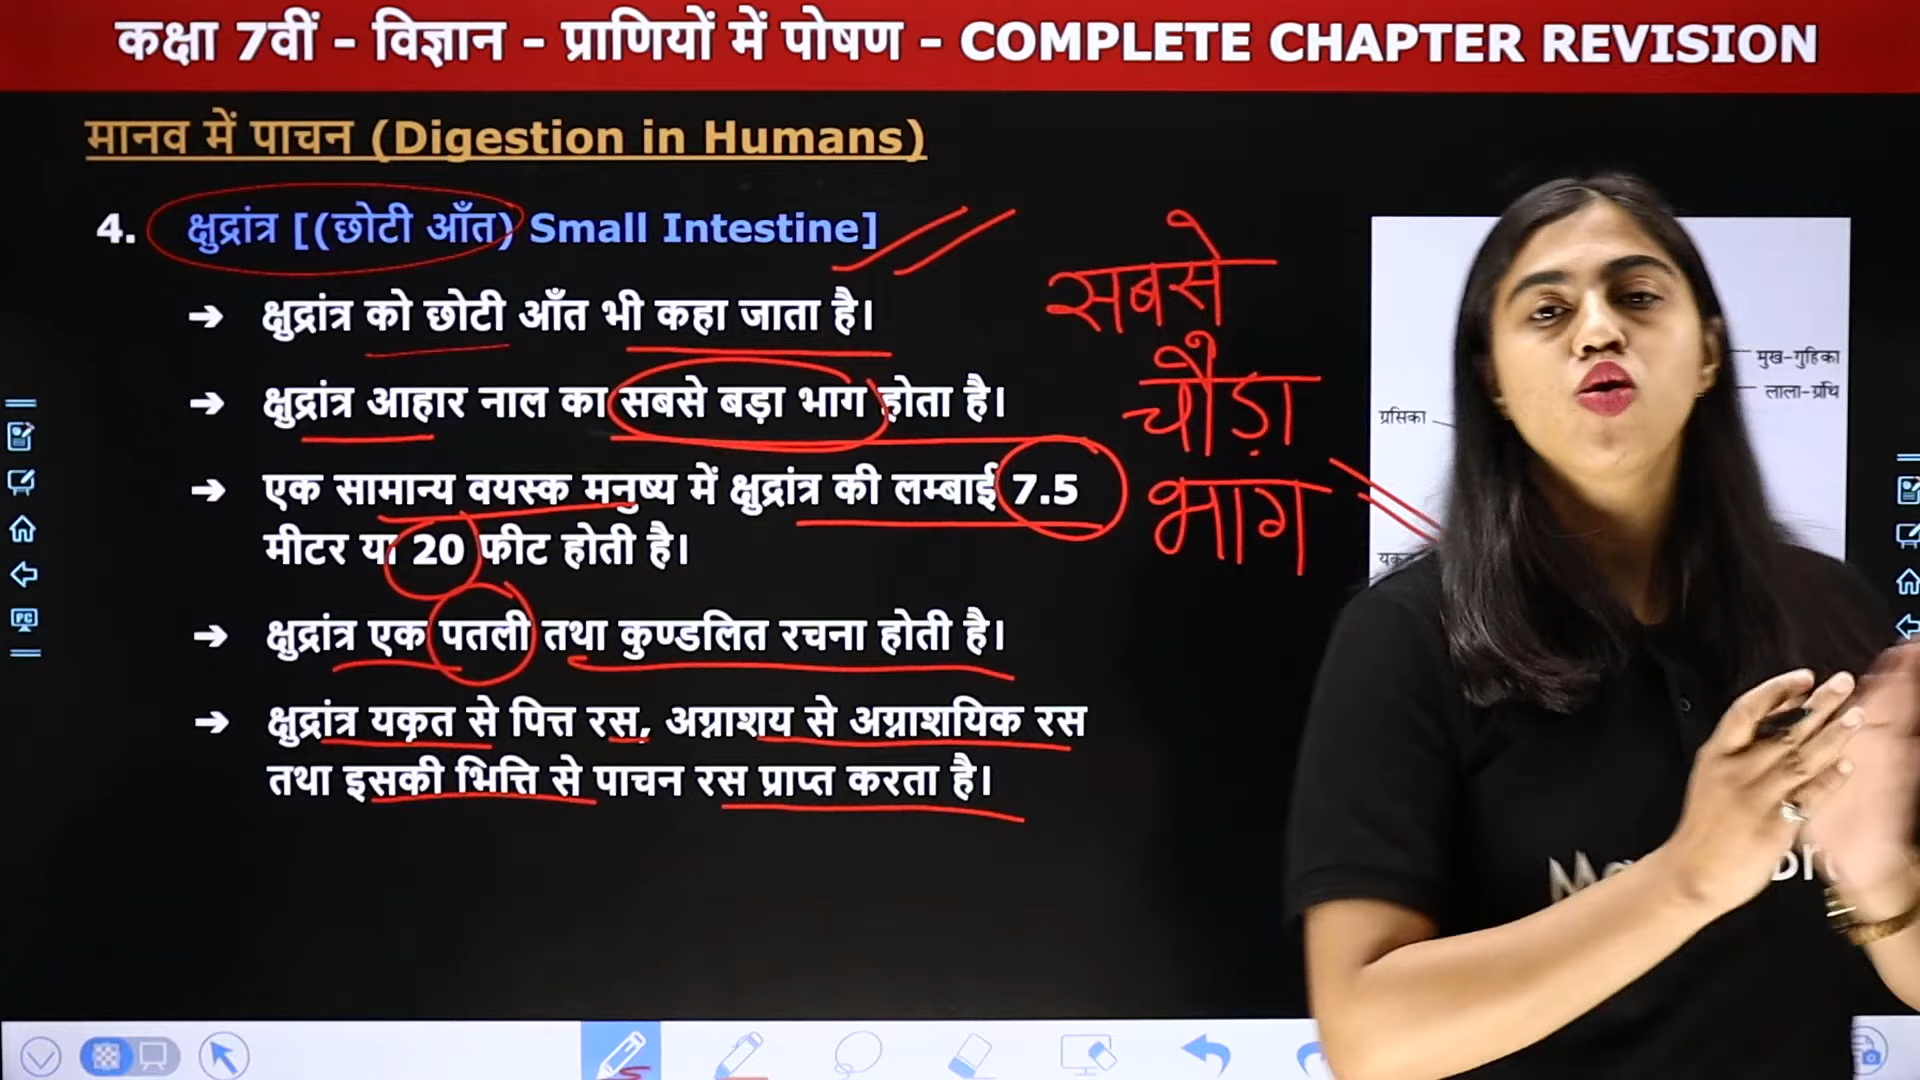 कक्षा 7वीं - विज्ञान - प्राणियों में पोषण - COMPLETE CHAPTER REVISION
मानव में पाचन (Digestion in Humans)
4. क्षुद्रांत्र [(छोटी आँत) Small Intestine]
➔ क्षुद्रांत्र को छोटी आँत भी कहा जाता है।
➔ क्षुद्रांत्र आहार नाल का सबसे बड़ा भाग होता है।
➔ एक सामान्य वयस्क मनुष्य में क्षुद्रांत्र की लम्बाई 7.5
मीटर या 20 फीट होती है।
➔ क्षुद्रांत्र एक पतली तथा कुण्डलित रचना होती है।
➔ क्षुद्रांत्र यकृत से पित्त रस, अग्नाशय से अग्नाशयिक रस
तथा इसकी भित्ति से पाचन रस प्राप्त करता है।
सबसे
चौड़ा
भाग
मुख-गुहिका
लाला-ग्रंथि
ग्रसिका
PC